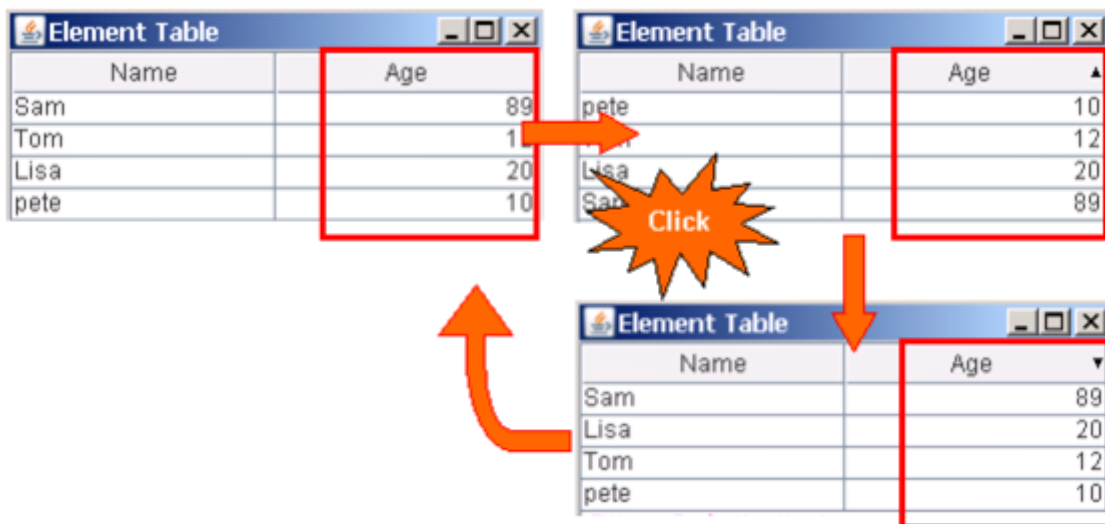 Element Table
Name Age
Sam 89
Tom
Lisa 20
pete 10
Element Table
Name Age ▲
pete 10
12
Lisa 20
89
Click
Element Table
Name Age ▼
Sam 89
Lisa 20
Tom 12
pete 10